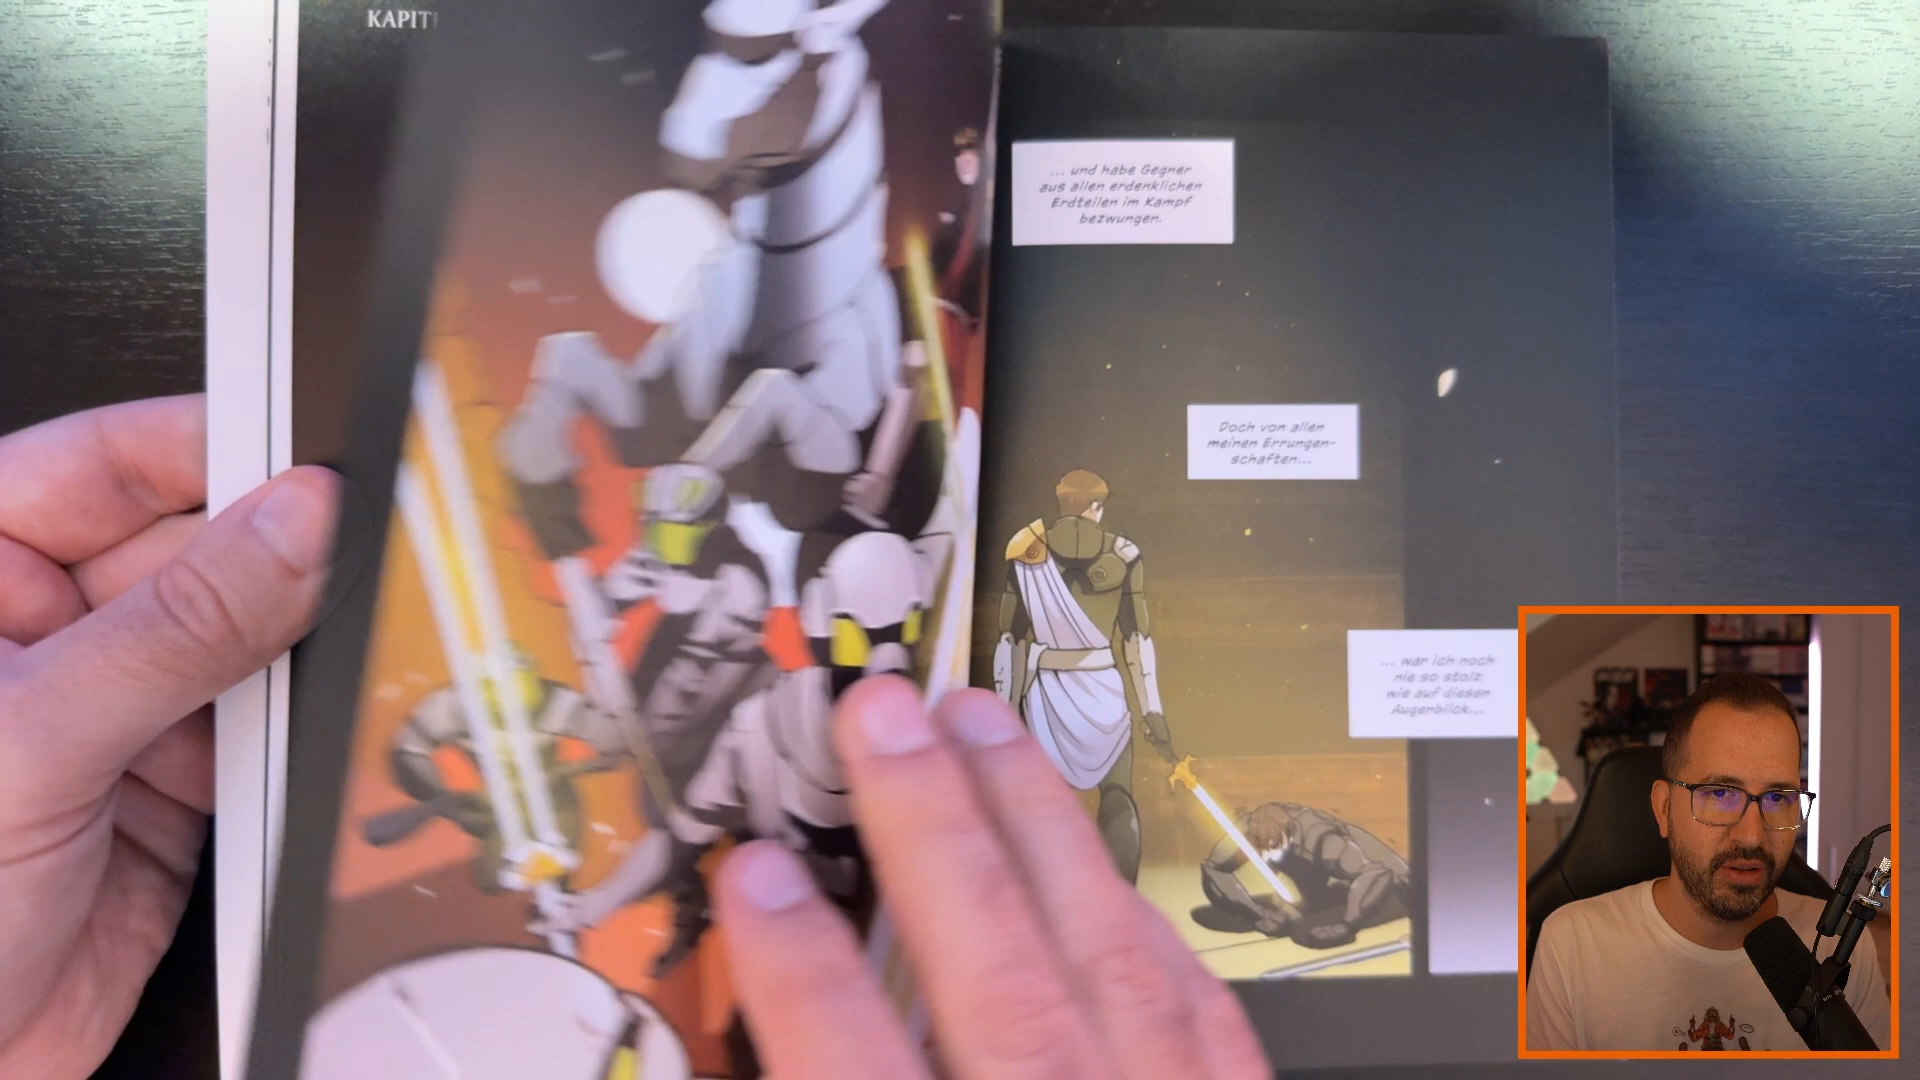 KAPIT
... und habe Gegner
aus allen erdenklichen
Erdteilen im Kampf
bezwungen.
Doch von allen
meinen Errungen-
schaften...
... war ich noch
nie so stolz
wie auf diesen
Augenblick...